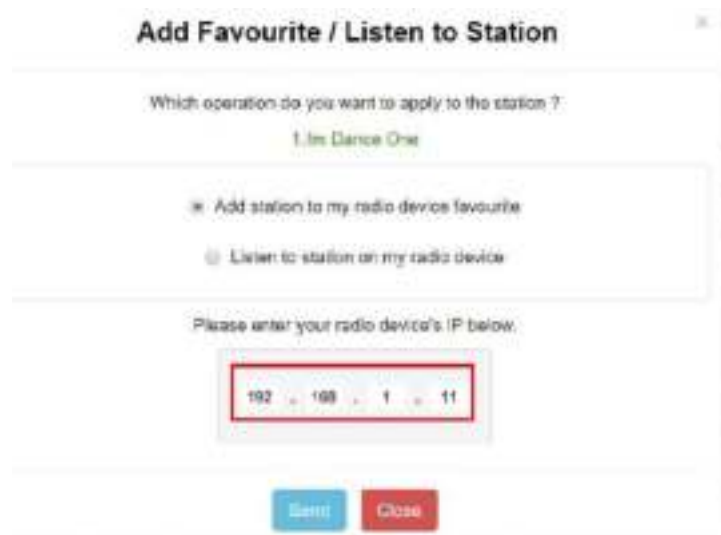 Add Favourite / Listen to Station
×
Which operation do you want to apply to the station ?
1.fm Dance One
Add station to my radio device favourite
Listen to station on my radio device
Please enter your radio device's IP below.
192 . 168 . 1 . 11
Send Close